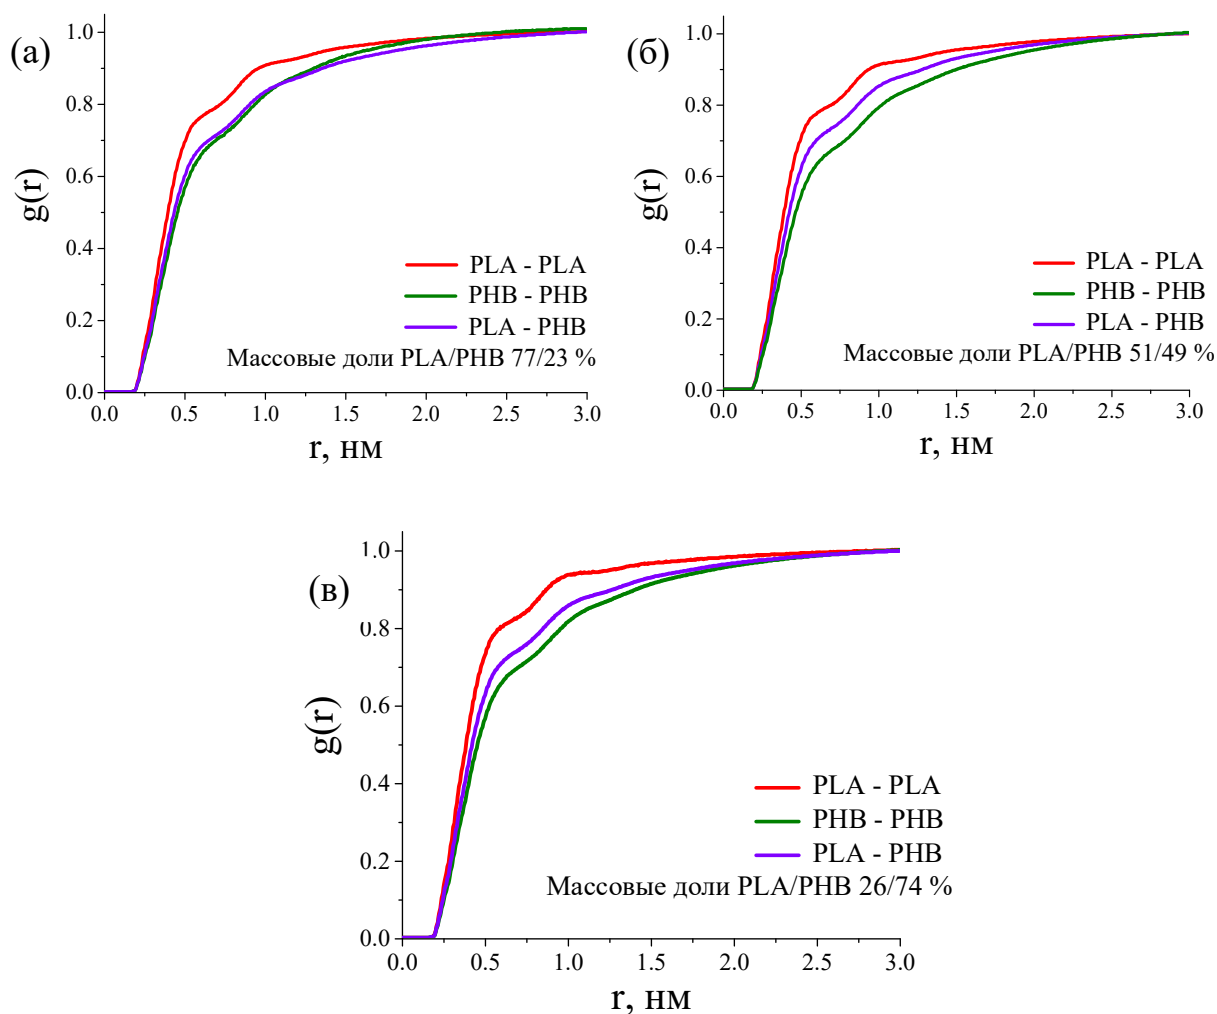 (а)
g(r)
1.0
0.8
0.6
0.4
0.2
0.0
PLA - PLA
PHB - PHB
PLA - PHB
Массовые доли PLA/PHB 77/23 %
0.0 0.5 1.0 1.5 2.0 2.5 3.0
r, нм
(б)
g(r)
1.0
0.8
0.6
0.4
0.2
0.0
PLA - PLA
PHB - PHB
PLA - PHB
Массовые доли PLA/PHB 51/49 %
0.0 0.5 1.0 1.5 2.0 2.5 3.0
r, нм
(в)
g(r)
1.0
0.8
0.6
0.4
0.2
0.0
PLA - PLA
PHB - PHB
PLA - PHB
Массовые доли PLA/PHB 26/74 %
0.0 0.5 1.0 1.5 2.0 2.5 3.0
r, нм